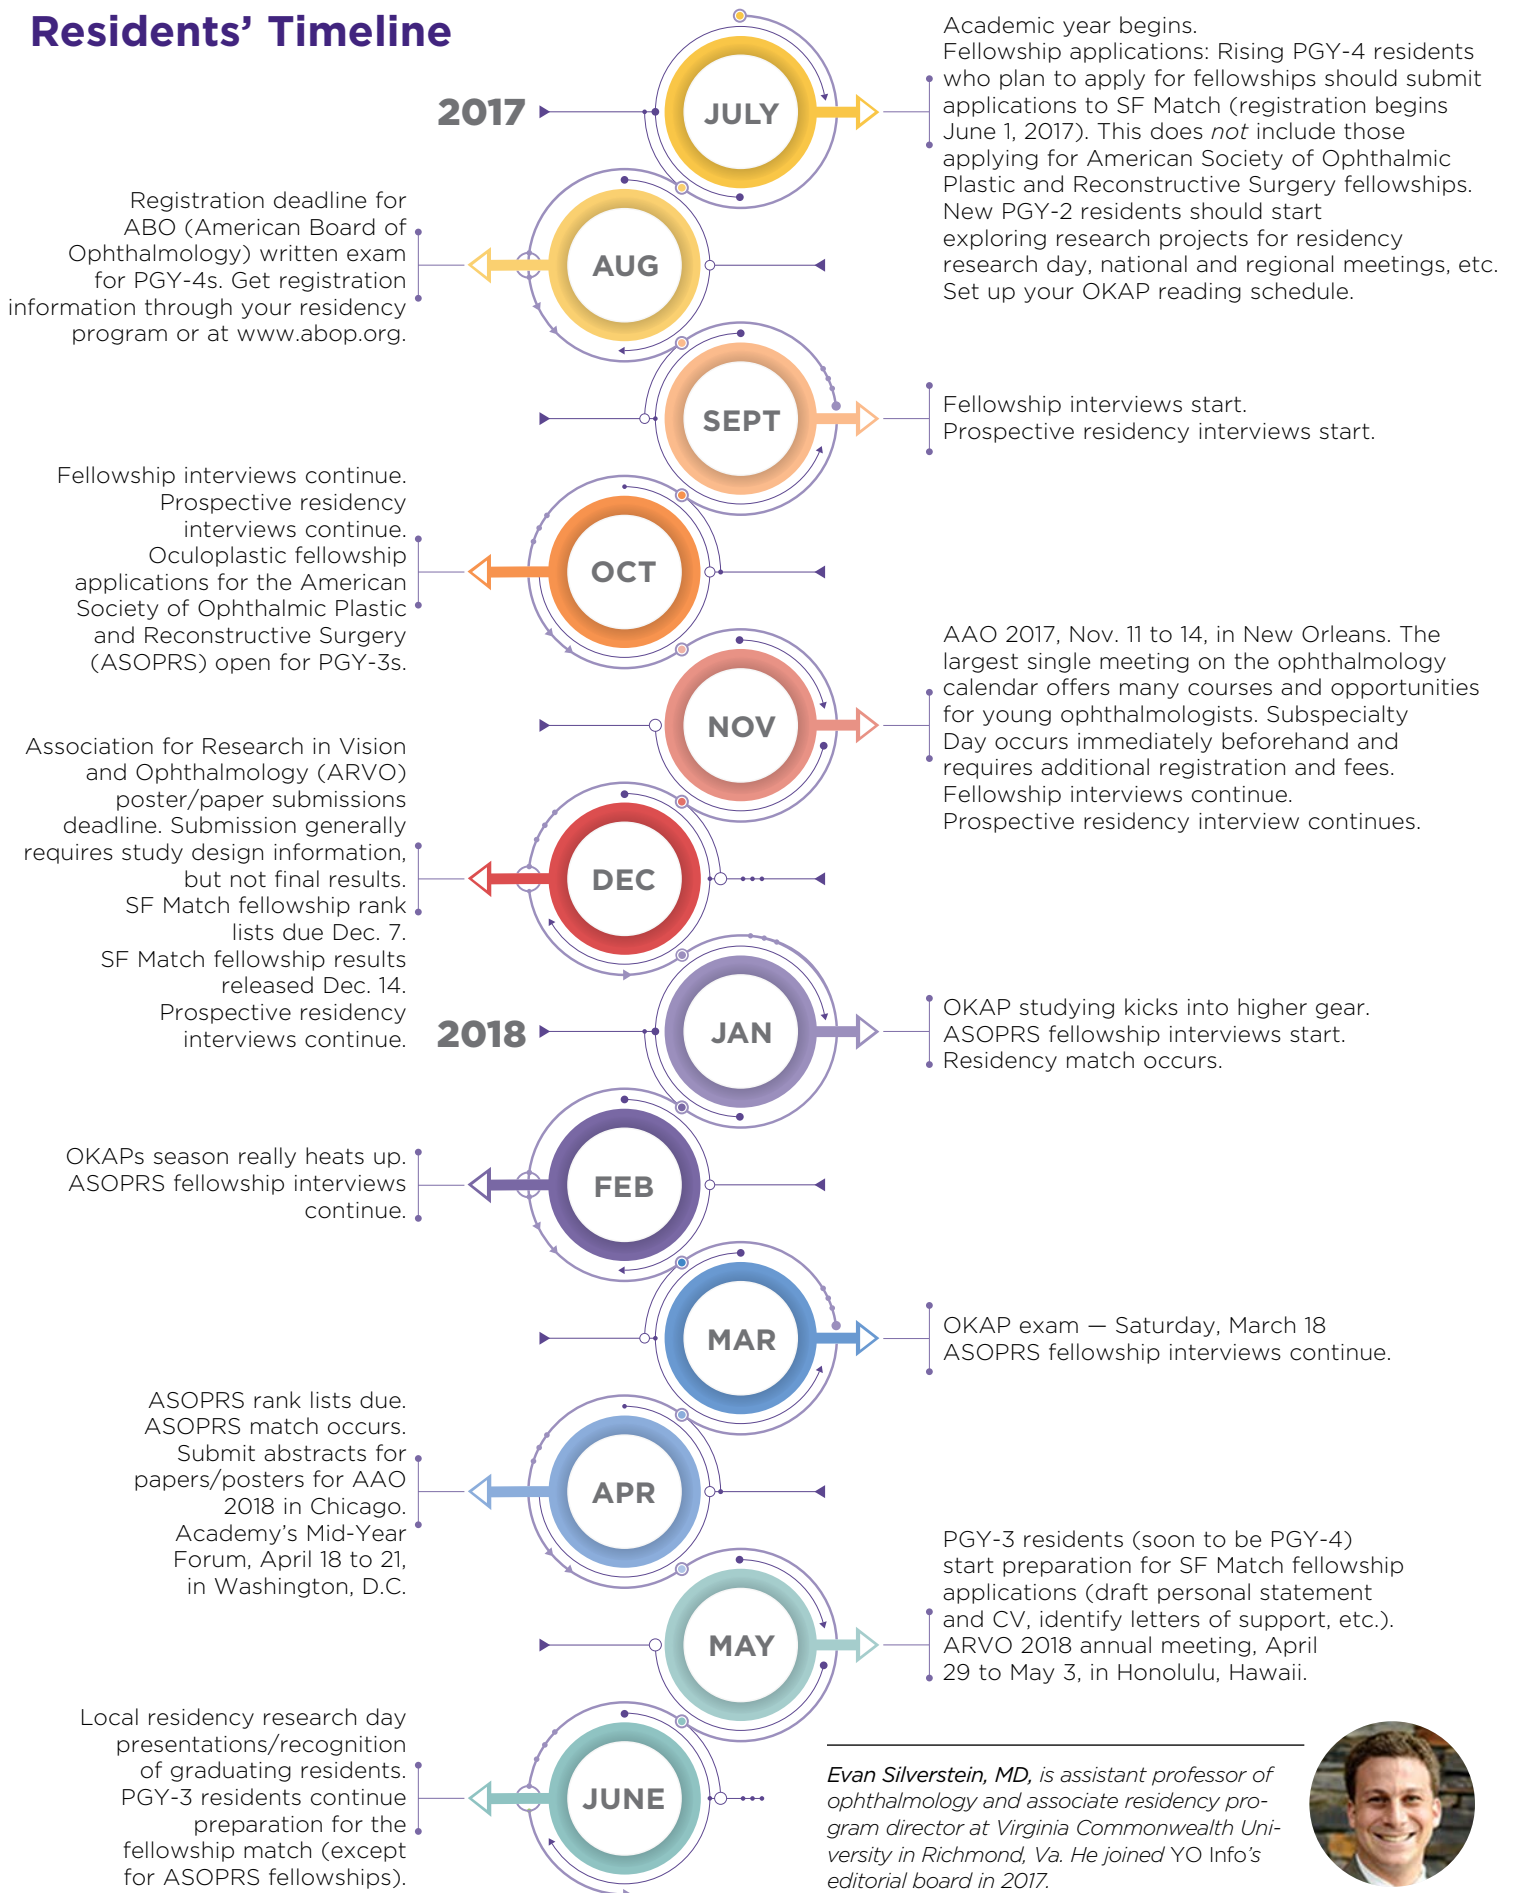 Residents’ Timeline
2017
JULY
Academic year begins.
Fellowship applications: Rising PGY-4 residents
who plan to apply for fellowships should submit
applications to SF Match (registration begins
June 1, 2017). This does not include those
applying for American Society of Ophthalmic
Plastic and Reconstructive Surgery fellowships.
New PGY-2 residents should start
exploring research projects for residency
research day, national and regional meetings, etc.
Set up your OKAP reading schedule.
AUG
Registration deadline for
ABO (American Board of
Ophthalmology) written exam
for PGY-4s. Get registration
information through your residency
program or at www.abop.org.
SEPT
Fellowship interviews start.
Prospective residency interviews start.
OCT
Fellowship interviews continue.
Prospective residency
interviews continue.
Oculoplastic fellowship
applications for the American
Society of Ophthalmic Plastic
and Reconstructive Surgery
(ASOPRS) open for PGY-3s.
NOV
AAO 2017, Nov. 11 to 14, in New Orleans. The
largest single meeting on the ophthalmology
calendar offers many courses and opportunities
for young ophthalmologists. Subspecialty
Day occurs immediately beforehand and
requires additional registration and fees.
Fellowship interviews continue.
Prospective residency interview continues.
DEC
Association for Research in Vision
and Ophthalmology (ARVO)
poster/paper submissions
deadline. Submission generally
requires study design information,
but not final results.
SF Match fellowship rank
lists due Dec. 7.
SF Match fellowship results
released Dec. 14.
Prospective residency
interviews continue.
2018
JAN
OKAP studying kicks into higher gear.
ASOPRS fellowship interviews start.
Residency match occurs.
FEB
OKAPs season really heats up.
ASOPRS fellowship interviews
continue.
MAR
OKAP exam — Saturday, March 18
ASOPRS fellowship interviews continue.
APR
ASOPRS rank lists due.
ASOPRS match occurs.
Submit abstracts for
papers/posters for AAO
2018 in Chicago.
Academy’s Mid-Year
Forum, April 18 to 21,
in Washington, D.C.
MAY
PGY-3 residents (soon to be PGY-4)
start preparation for SF Match fellowship
applications (draft personal statement
and CV, identify letters of support, etc.).
ARVO 2018 annual meeting, April
29 to May 3, in Honolulu, Hawaii.
JUNE
Local residency research day
presentations/recognition
of graduating residents.
PGY-3 residents continue
preparation for the
fellowship match (except
for ASOPRS fellowships).
Evan Silverstein, MD, is assistant professor of
ophthalmology and associate residency pro-
gram director at Virginia Commonwealth Uni-
versity in Richmond, Va. He joined YO Info’s
editorial board in 2017.